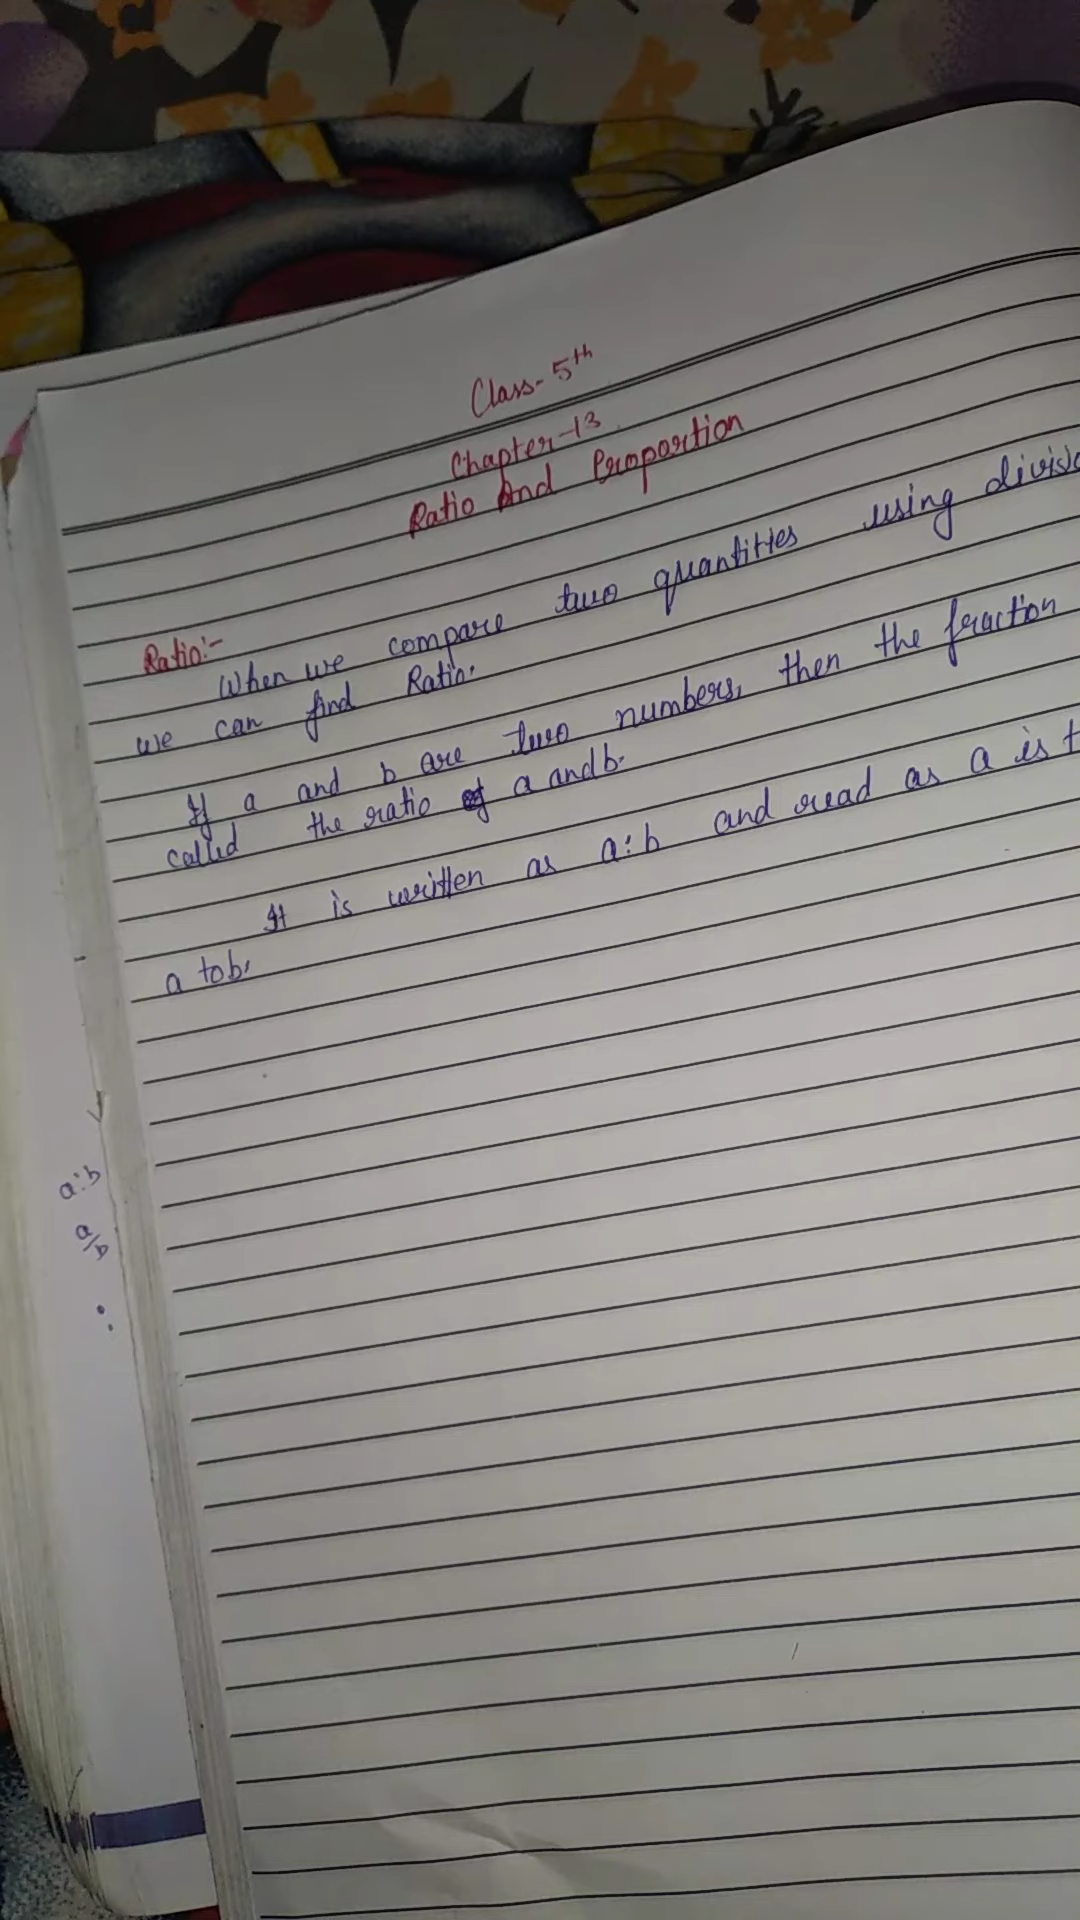 Class- 5th
Chapter-13
Ratio And Proportion
Ratio:-
When we compare two quantities using
we can find Ratio.
If a and b are two numbers, then the fraction
called the ratio of a and b.
It is written as a:b and read as a is
a to b,
a:b
a/b